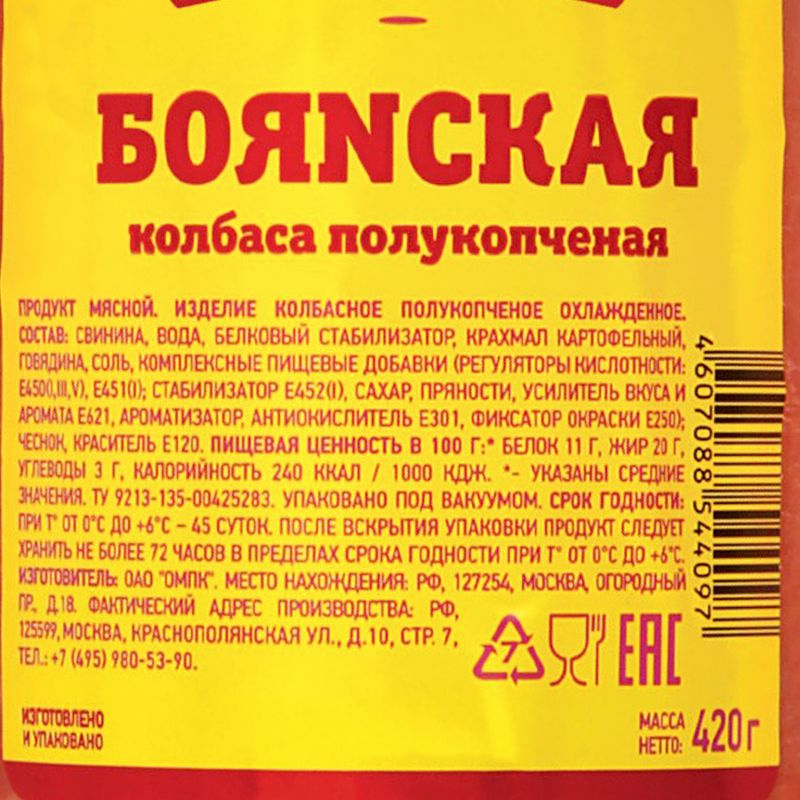 БОЯNСКАЯ
колбаса полукопченая
ПРОДУКТ МЯСНОЙ. ИЗДЕЛИЕ КОЛБАСНОЕ ПОЛУКОПЧЕНОЕ ОХЛАЖДЕННОЕ.
СОСТАВ: СВИНИНА, ВОДА, БЕЛКОВЫЙ СТАБИЛИЗАТОР, КРАХМАЛ КАРТОФЕЛЬНЫЙ,
ГОВЯДИНА, СОЛЬ, КОМПЛЕКСНЫЕ ПИЩЕВЫЕ ДОБАВКИ (РЕГУЛЯТОРЫ КИСЛОТНОСТИ:
Е450(I,III,V), Е451(I); СТАБИЛИЗАТОР Е452(I), САХАР, ПРЯНОСТИ, УСИЛИТЕЛЬ ВКУСА И
АРОМАТА Е621, АРОМАТИЗАТОР, АНТИОКИСЛИТЕЛЬ Е301, ФИКСАТОР ОКРАСКИ Е250);
ЧЕСНОК, КРАСИТЕЛЬ Е120. ПИЩЕВАЯ ЦЕННОСТЬ В 100 Г:* БЕЛОК 11 Г, ЖИР 20 Г,
УГЛЕВОДЫ 3 Г, КАЛОРИЙНОСТЬ 240 ККАЛ / 1000 КДЖ. *- УКАЗАНЫ СРЕДНИЕ
ЗНАЧЕНИЯ. ТУ 9213-135-00425283. УПАКОВАНО ПОД ВАКУУМОМ. СРОК ГОДНОСТИ:
ПРИ Т° ОТ 0°С ДО +6°С – 45 СУТОК. ПОСЛЕ ВСКРЫТИЯ УПАКОВКИ ПРОДУКТ СЛЕДУЕТ
ХРАНИТЬ НЕ БОЛЕЕ 72 ЧАСОВ В ПРЕДЕЛАХ СРОКА ГОДНОСТИ ПРИ Т° ОТ 0°С ДО +6°С.
ИЗГОТОВИТЕЛЬ: ОАО "ОМПК". МЕСТО НАХОЖДЕНИЯ: РФ, 127254, МОСКВА, ОГОРОДНЫЙ
ПР., Д.18. ФАКТИЧЕСКИЙ АДРЕС ПРОИЗВОДСТВА: РФ,
125599, МОСКВА, КРАСНОПОЛЯНСКАЯ УЛ., Д.10, СТР. 7,
ТЕЛ.: +7 (495) 980-53-90.
4607088544097
7
ЕАС
ИЗГОТОВЛЕНО
И УПАКОВАНО
МАССА
НЕТТО: 420 г